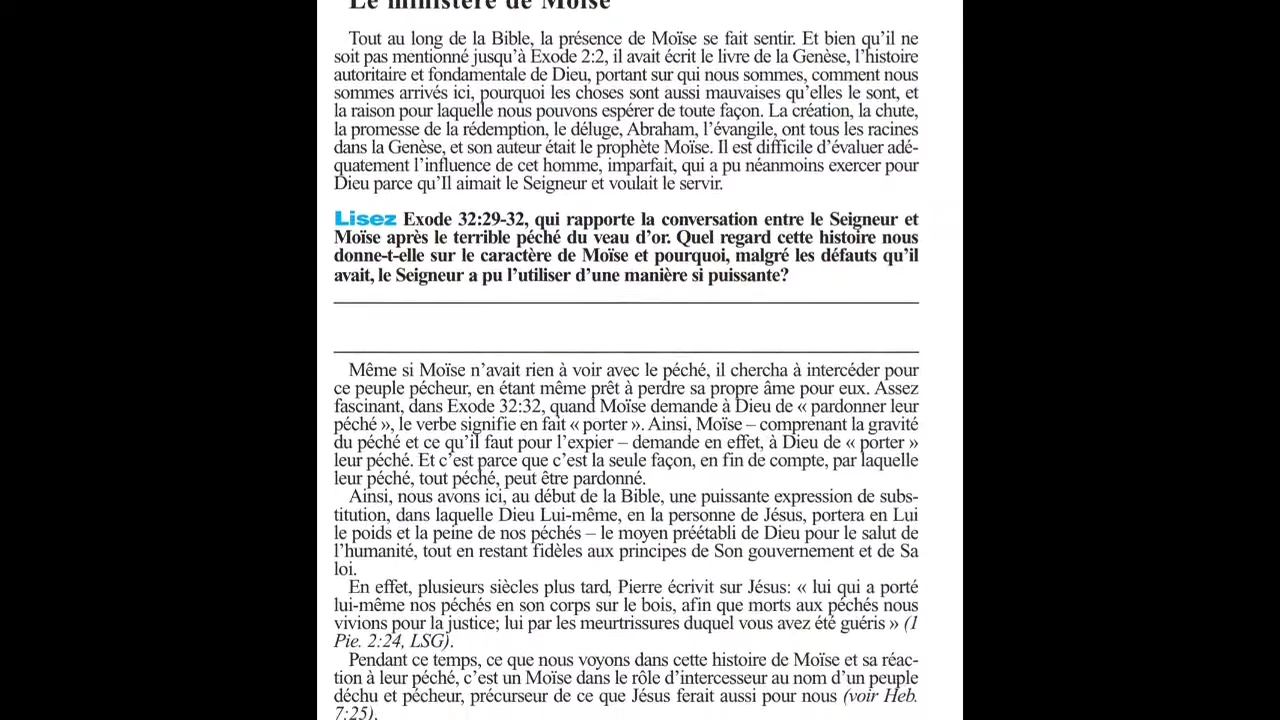 Le ministère de Moïse
Tout au long de la Bible, la présence de Moïse se fait sentir. Et bien qu’il ne
soit pas mentionné jusqu’à Exode 2:2, il avait écrit le livre de la Genèse, l’histoire
autoritaire et fondamentale de Dieu, portant sur qui nous sommes, comment nous
sommes arrivés ici, pourquoi les choses sont aussi mauvaises qu’elles le sont, et
la raison pour laquelle nous pouvons espérer de toute façon. La création, la chute,
la promesse de la rédemption, le déluge, Abraham, l’évangile, ont tous les racines
dans la Genèse, et son auteur était le prophète Moïse. Il est difficile d’évaluer adé-
quatement l’influence de cet homme, imparfait, qui a pu néanmoins exercer pour
Dieu parce qu’Il aimait le Seigneur et voulait le servir.
Lisez Exode 32:29-32, qui rapporte la conversation entre le Seigneur et
Moïse après le terrible péché du veau d’or. Quel regard cette histoire nous
donne-t-elle sur le caractère de Moïse et pourquoi, malgré les défauts qu’il
avait, le Seigneur a pu l’utiliser d’une manière si puissante?
Même si Moïse n’avait rien à voir avec le péché, il chercha à intercéder pour
ce peuple pécheur, en étant même prêt à perdre sa propre âme pour eux. Assez
fascinant, dans Exode 32:32, quand Moïse demande à Dieu de « pardonner leur
péché », le verbe signifie en fait « porter ». Ainsi, Moïse – comprenant la gravité
du péché et ce qu’il faut pour l’expier – demande en effet, à Dieu de « porter »
leur péché. Et c’est parce que c’est la seule façon, en fin de compte, par laquelle
leur péché, tout péché, peut être pardonné.
Ainsi, nous avons ici, au début de la Bible, une puissante expression de subs-
titution, dans laquelle Dieu Lui-même, en la personne de Jésus, portera en Lui
le poids et la peine de nos péchés – le moyen préétabli de Dieu pour le salut de
l’humanité, tout en restant fidèles aux principes de Son gouvernement et de Sa
loi.
En effet, plusieurs siècles plus tard, Pierre écrivit sur Jésus: « lui qui a porté
lui-même nos péchés en son corps sur le bois, afin que morts aux péchés nous
vivions pour la justice; lui par les meurtrissures duquel vous avez été guéris » (1
Pie. 2:24, LSG).
Pendant ce temps, ce que nous voyons dans cette histoire de Moïse et sa réac-
tion à leur péché, c’est un Moïse dans le rôle d’intercesseur au nom d’un peuple
déchu et pécheur, précurseur de ce que Jésus ferait aussi pour nous (voir Heb.
7:25).